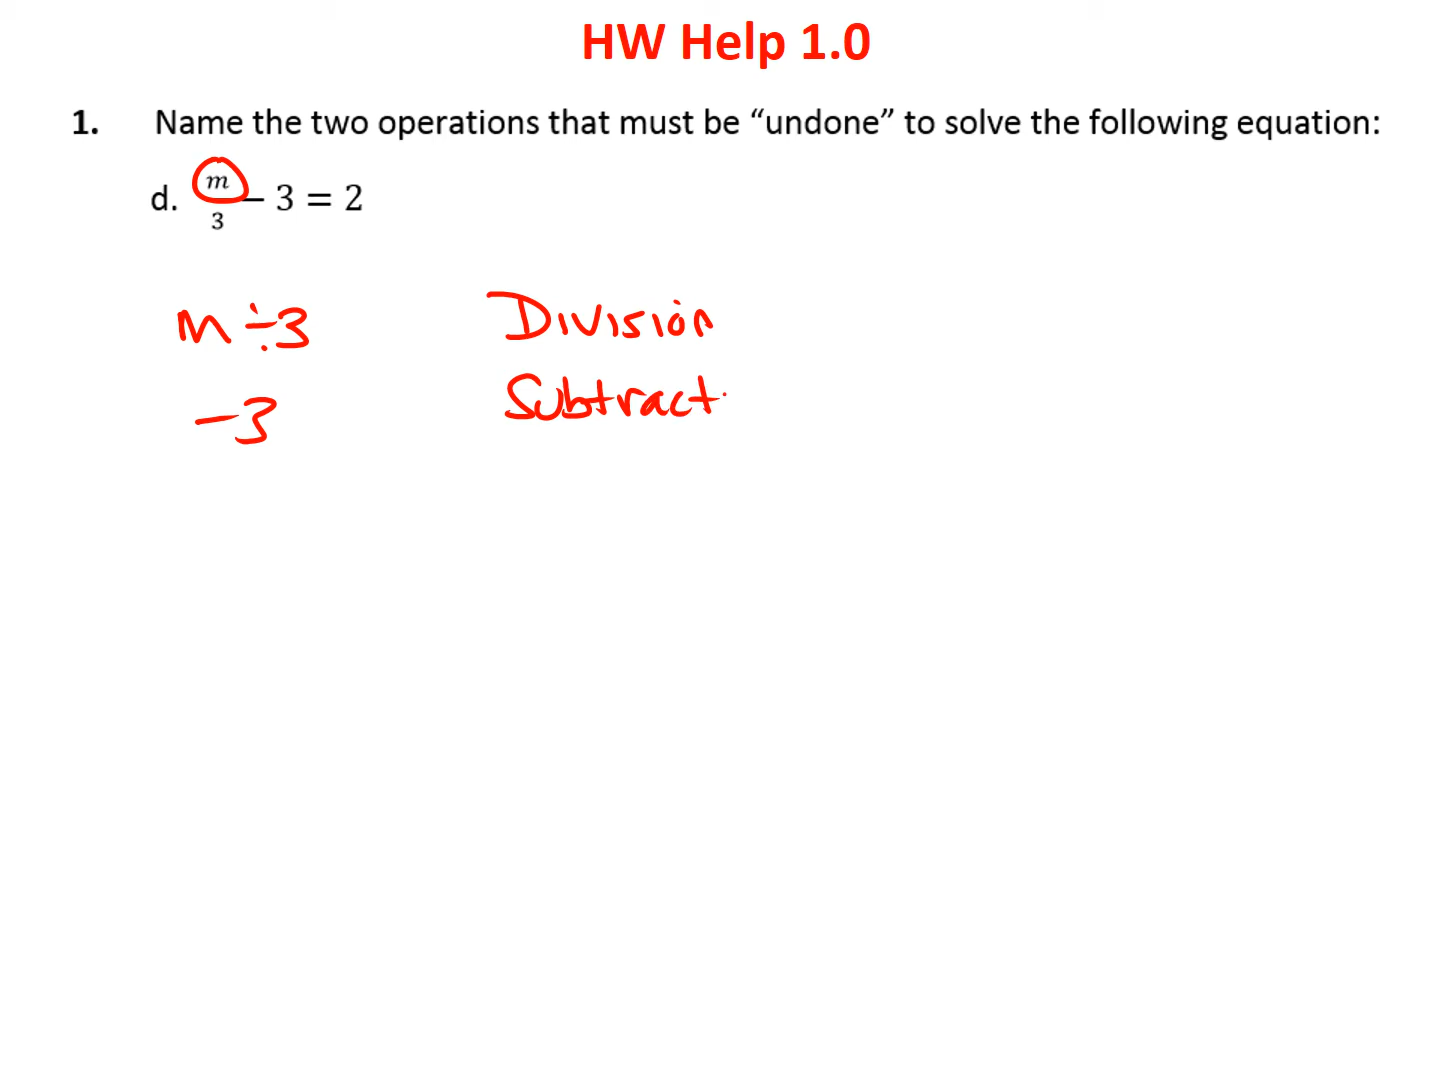 HW Help 1.0
1. Name the two operations that must be “undone” to solve the following equation:
d. m/3 − 3 = 2
m ÷ 3 Division
−3 Subtract